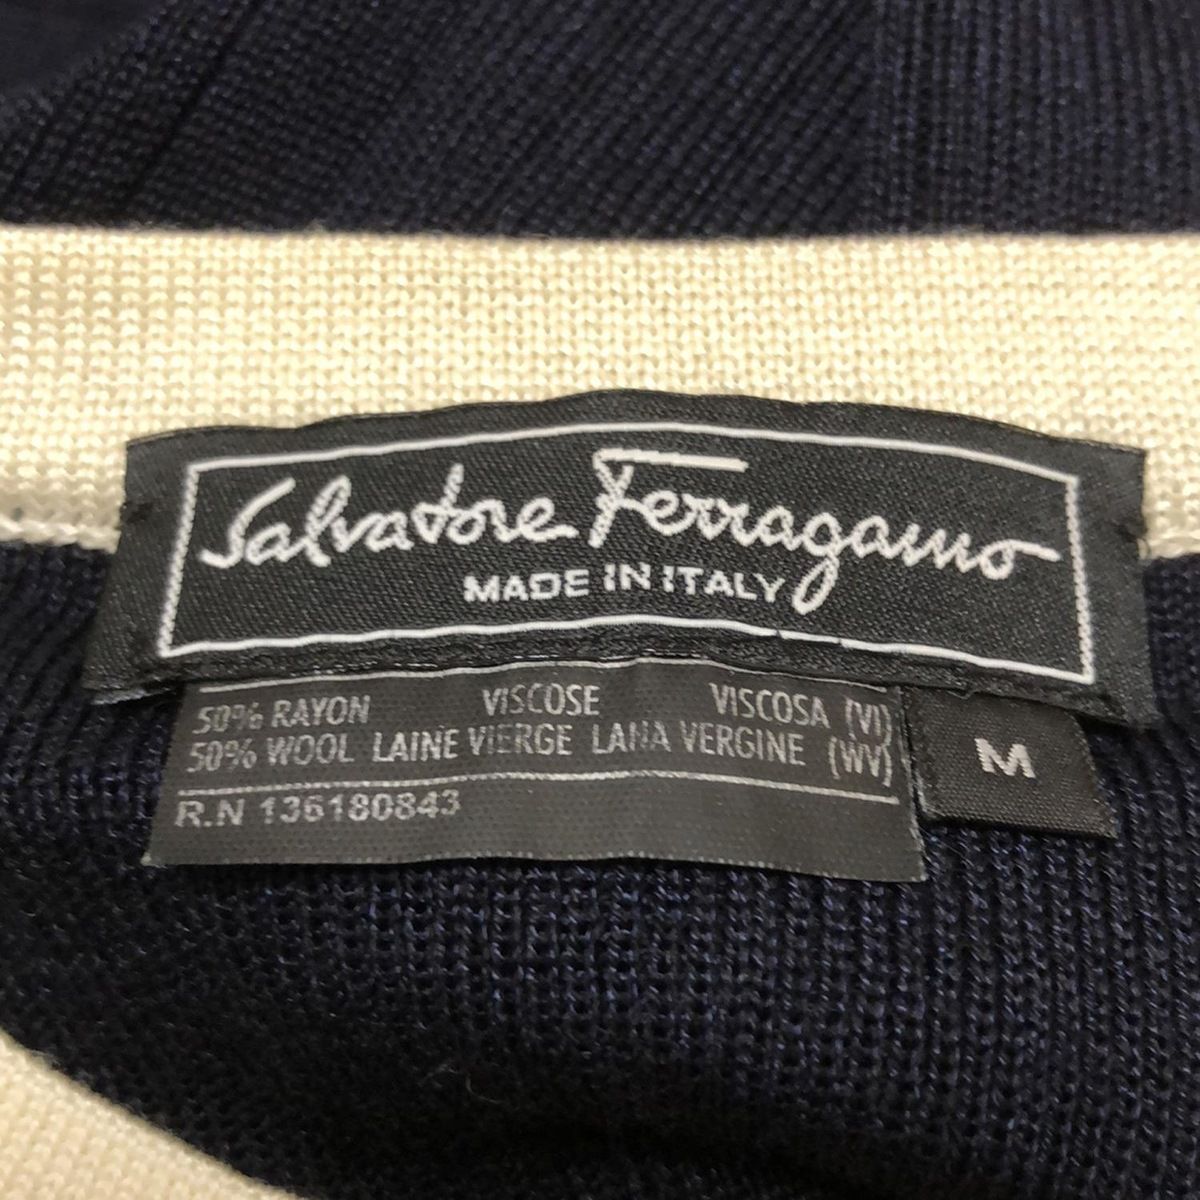 Salvatore Ferragamo
MADE IN ITALY
50% RAYON VISCOSE VISCOSA (VI)
50% WOOL LAINE VIERGE LANA VERGINE (WV)
R.N 136180843
M